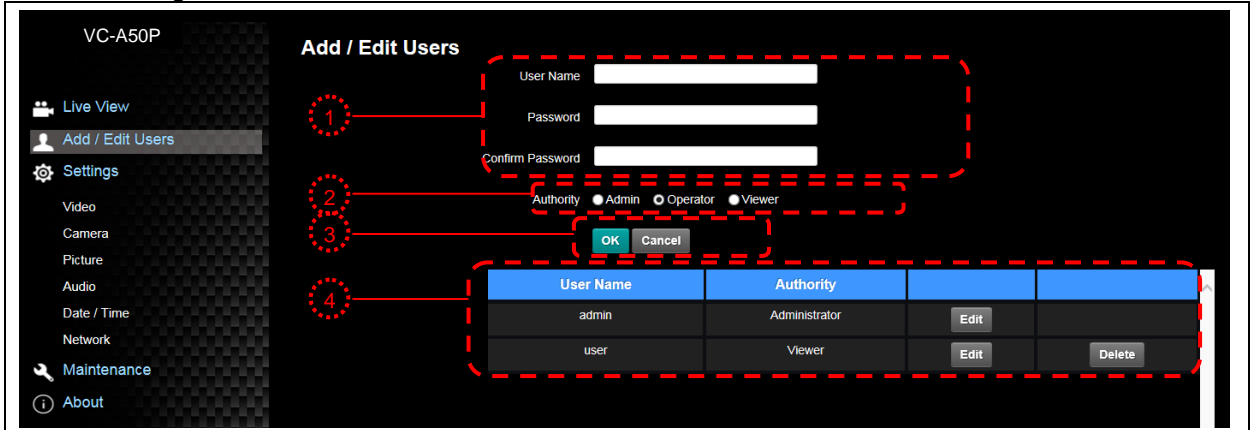 VC-A50P
Live View
Add / Edit Users
Settings
Video
Camera
Picture
Audio
Date / Time
Network
Maintenance
About
Add / Edit Users
1
User Name
Password
Confirm Password
2
Authority Admin Operator Viewer
3
OK Cancel
4
User Name Authority
admin Administrator Edit
user Viewer Edit Delete